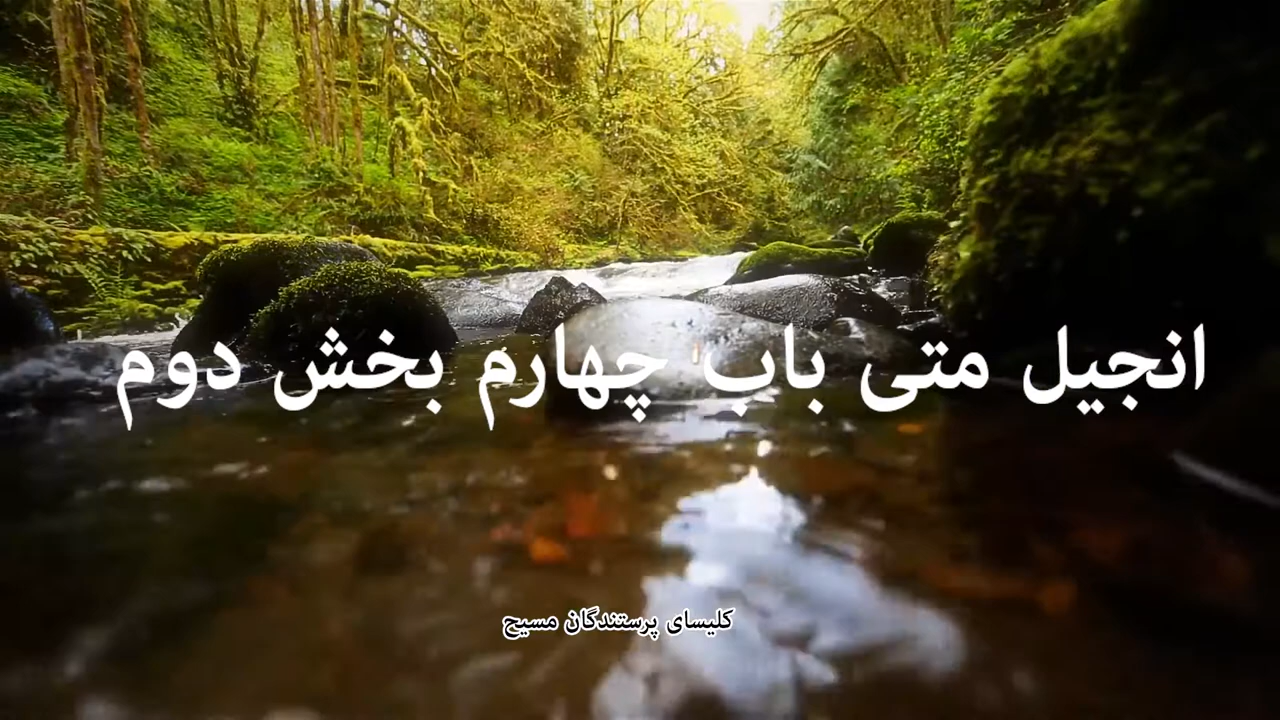 انجیل متی باب چهارم بخش دوم
کلیسای پرستندگان مسیح